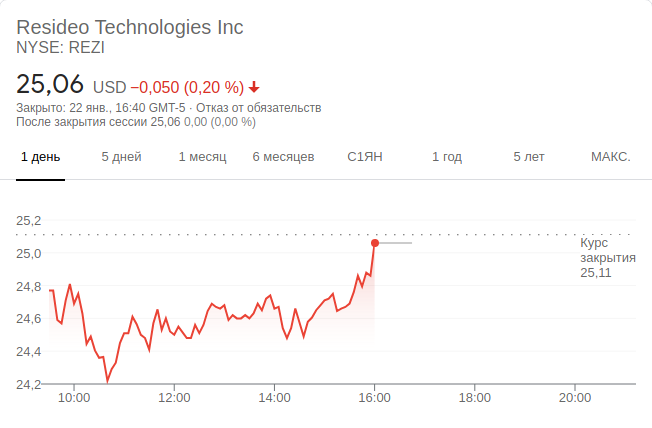 Resideo Technologies Inc
NYSE: REZI
25,06 USD −0,050 (0,20 %)
Закрыто: 22 янв., 16:40 GMT-5 · Отказ от обязательств
После закрытия сессии 25,06 0,00 (0,00 %)
1 день 5 дней 1 месяц 6 месяцев С1ЯН 1 год 5 лет МАКС.
25,2
25,0
24,8
24,6
24,4
24,2
Курс
закрытия
25,11
10:00 12:00 14:00 16:00 18:00 20:00